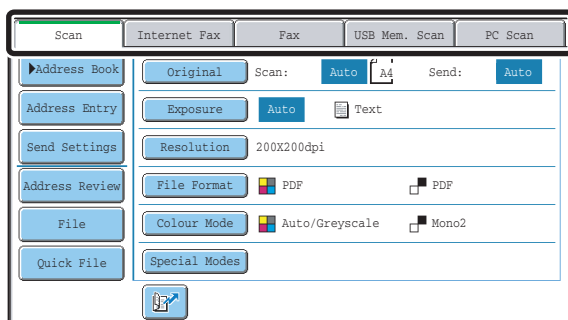 Scan Internet Fax Fax USB Mem. Scan PC Scan
Address Book Original Scan: Auto A4 Send: Auto
Address Entry Exposure Auto Text
Send Settings Resolution 200X200dpi
Address Review File Format PDF PDF
File Colour Mode Auto/Greyscale Mono2
Quick File Special Modes